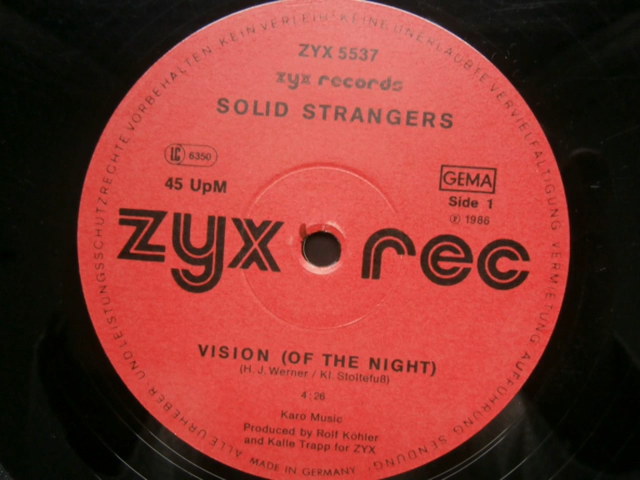 ZYX 5537
zyx records
SOLID STRANGERS
LC 6350
45 UpM
GEMA
Side 1
℗ 1986
zyx rec
VISION (OF THE NIGHT)
(H. J. Werner / Kl. Stoltefuß)
4:26
Karo Music
Produced by Rolf Köhler
and Kalle Trapp for ZYX
MADE IN GERMANY
ALLE URHEBER- UND LEISTUNGSSCHUTZRECHTE VORBEHALTEN KEIN VERLEIH! KEINE UNERLAUBTE VERVIELFÄLTIGUNG VERMIETUNG AUFFÜHRUNG, SENDUNG.